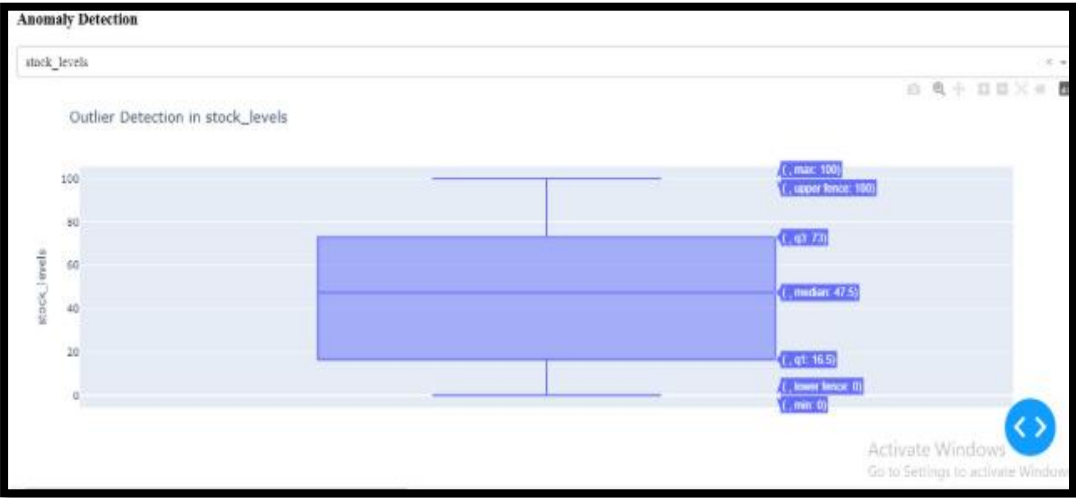 Anomaly Detection
stock_levels
Outlier Detection in stock_levels
100
80
60
40
20
0
stock_levels
( , max: 100)
( , upper fence: 100)
( , q3: 73)
( , median: 47.5)
( , q1: 16.5)
( , lower fence: 0)
( , min: 0)
Activate Windows
Go to Settings to activate Window